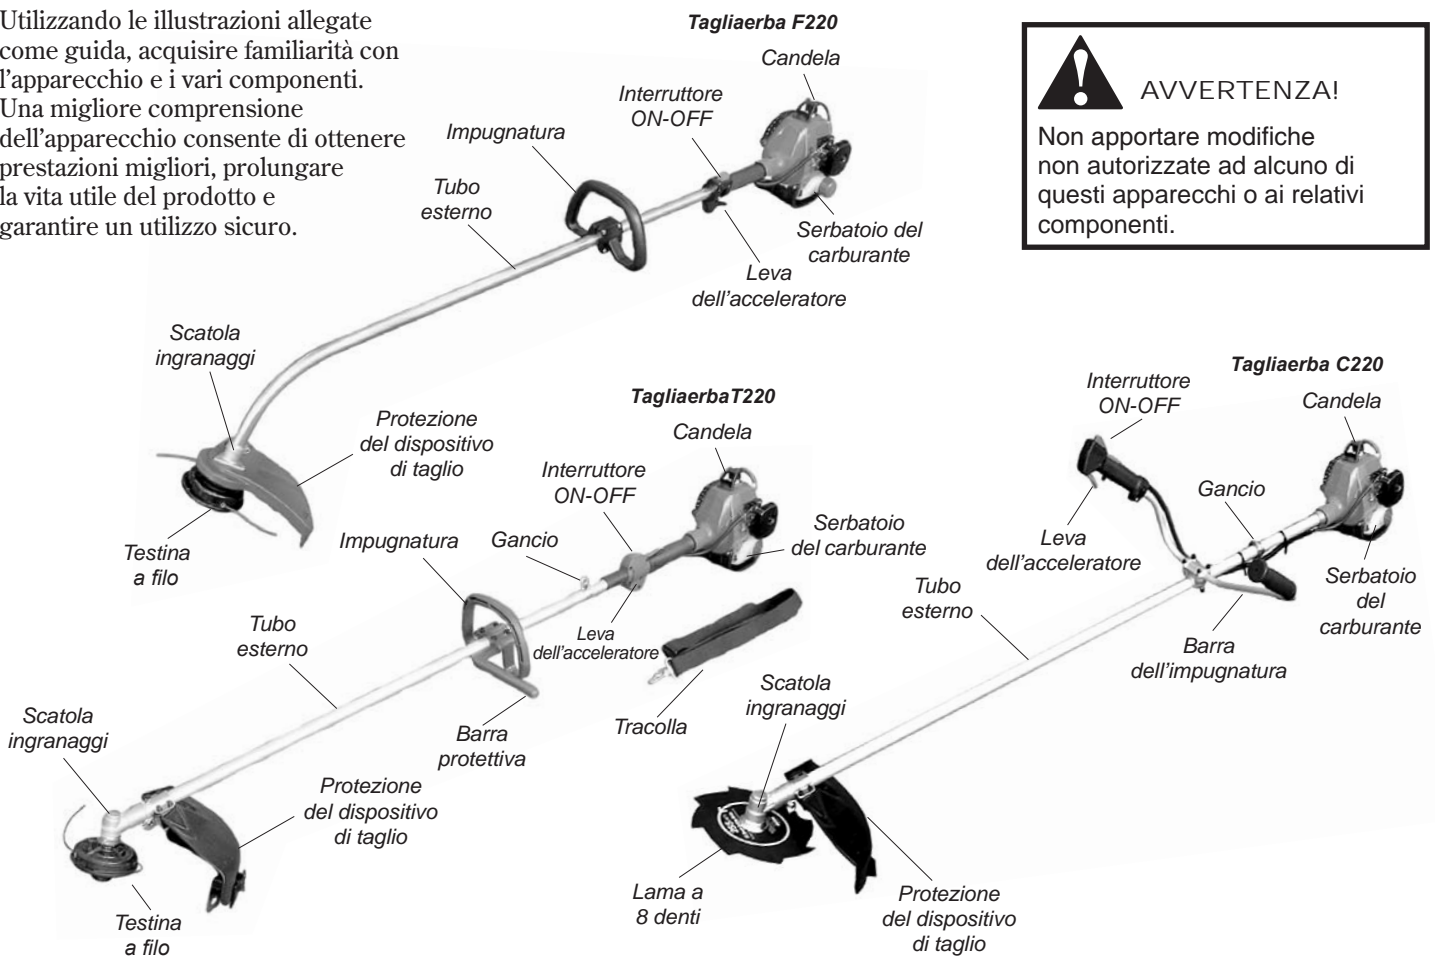 Utilizzando le illustrazioni allegate
come guida, acquisire familiarità con
l'apparecchio e i vari componenti.
Una migliore comprensione
dell'apparecchio consente di ottenere
prestazioni migliori, prolungare
la vita utile del prodotto e
garantire un utilizzo sicuro.
Tagliaerba F220
Candela
Interruttore
ON-OFF
Impugnatura
Tubo
esterno
Serbatoio del
carburante
Leva
dell'acceleratore
Scatola
ingranaggi
Protezione
del dispositivo
di taglio
Testina
a filo
AVVERTENZA!
Non apportare modifiche
non autorizzate ad alcuno di
questi apparecchi o ai relativi
componenti.
TagliaerbaT220
Candela
Interruttore
ON-OFF
Gancio
Impugnatura
Serbatoio
del carburante
Tubo
esterno
Leva
dell'acceleratore
Tracolla
Barra
protettiva
Scatola
ingranaggi
Protezione
del dispositivo
di taglio
Testina
a filo
Tagliaerba C220
Interruttore
ON-OFF
Candela
Gancio
Leva
dell'acceleratore
Tubo
esterno
Serbatoio
del
carburante
Barra
dell'impugnatura
Scatola
ingranaggi
Lama a
8 denti
Protezione
del dispositivo
di taglio